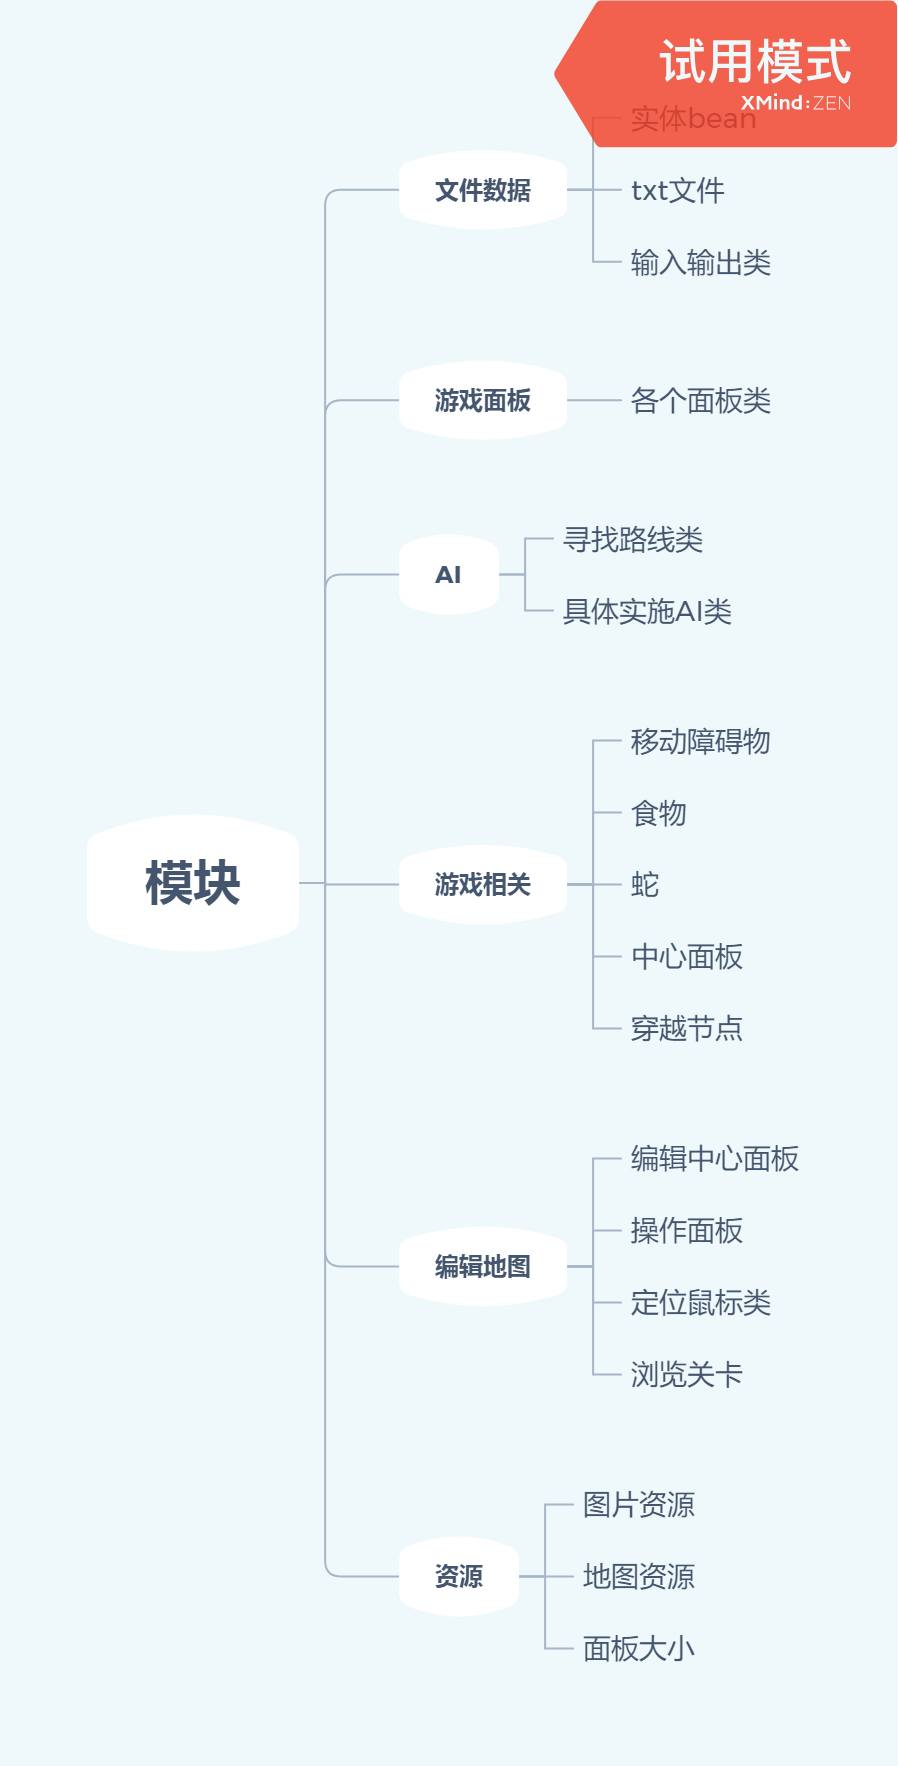 试用模式
XMind:ZEN
模块
文件数据
实体bean
txt文件
输入输出类
游戏面板
各个面板类
AI
寻找路线类
具体实施AI类
游戏相关
移动障碍物
食物
蛇
中心面板
穿越节点
编辑地图
编辑中心面板
操作面板
定位鼠标类
浏览关卡
资源
图片资源
地图资源
面板大小